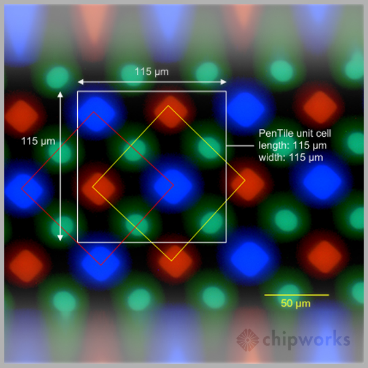 115 µm
115 µm
PenTile unit cell
length: 115 µm
width: 115 µm
50 µm
chipworks